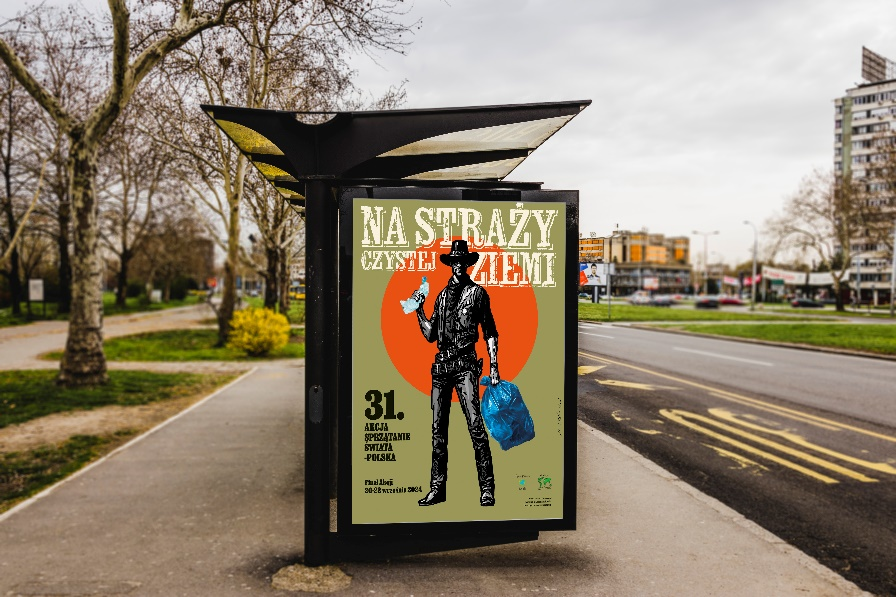 NA STRAŻY
CZYSTEJ ZIEMI
31.
AKCJA
SPRZĄTANIE
ŚWIATA
-POLSKA
Finał Akcji
20-22 września 2024